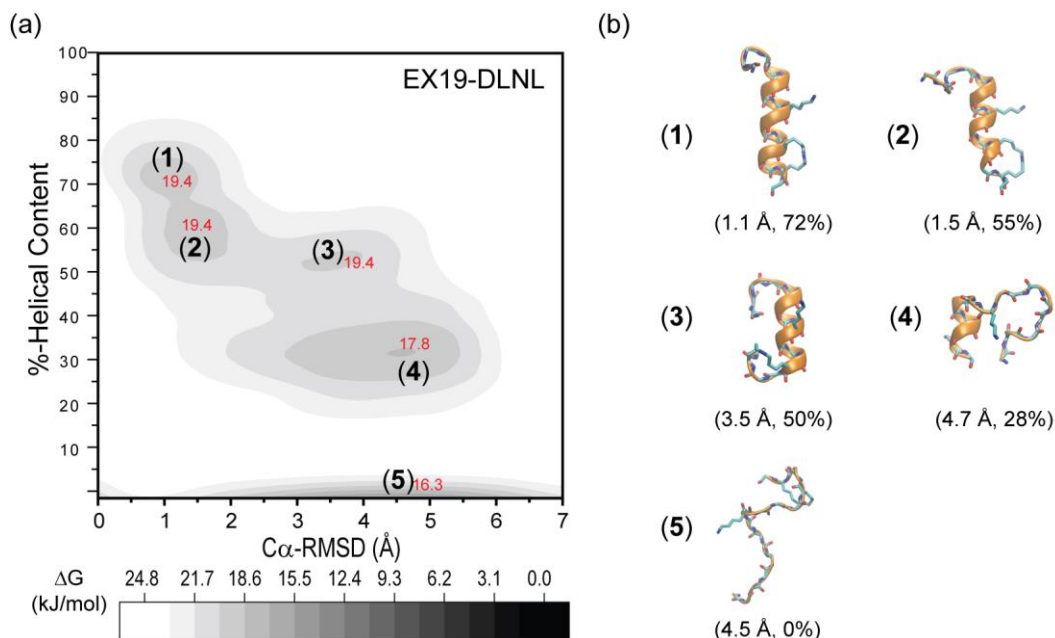 (a)
EX19-DLNL
%-Helical Content
100
90
80
70
60
50
40
30
20
10
(1)
19.4
19.4
(2)
(3)
19.4
17.8
(4)
(5)
16.3
0 1 2 3 4 5 6 7
Cα-RMSD (Å)
ΔG
(kJ/mol)
24.8 21.7 18.6 15.5 12.4 9.3 6.2 3.1 0.0
(b)
(1)
(1.1 Å, 72%)
(2)
(1.5 Å, 55%)
(3)
(3.5 Å, 50%)
(4)
(4.7 Å, 28%)
(5)
(4.5 Å, 0%)